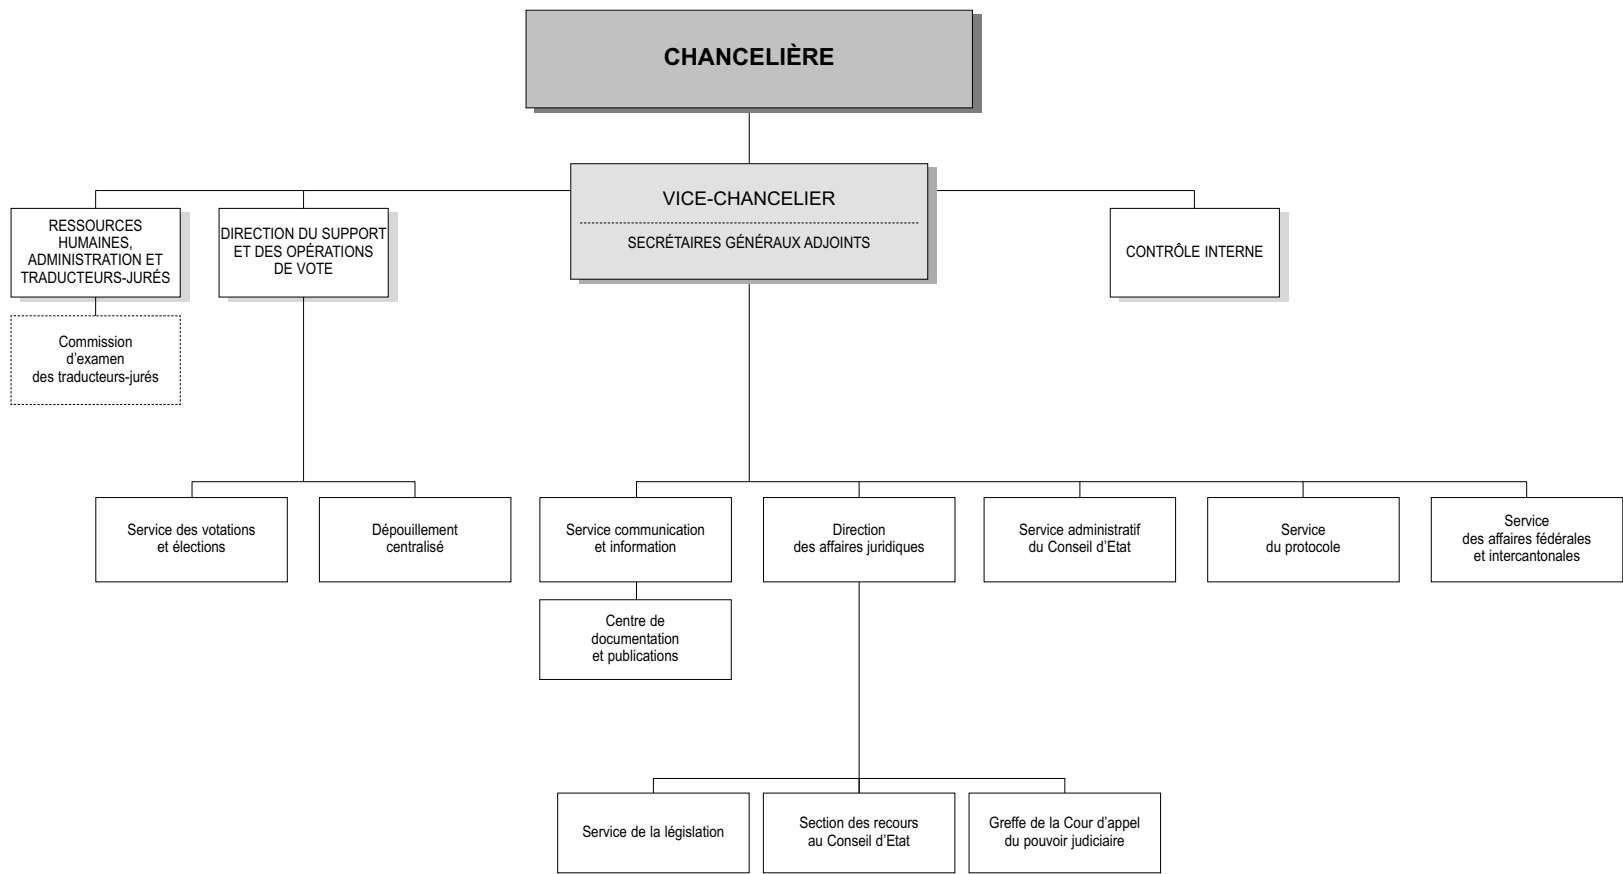 CHANCELIÈRE
VICE-CHANCELIER
SECRÉTAIRES GÉNÉRAUX ADJOINTS
RESSOURCES
HUMAINES,
ADMINISTRATION ET
TRADUCTEURS-JURÉS
DIRECTION DU SUPPORT
ET DES OPÉRATIONS
DE VOTE
CONTRÔLE INTERNE
Commission
d'examen
des traducteurs-jurés
Service des votations
et élections
Dépouillement
centralisé
Service communication
et information
Direction
des affaires juridiques
Service administratif
du Conseil d'Etat
Service
du protocole
Service
des affaires fédérales
et intercantonales
Centre de
documentation
et publications
Service de la législation
Section des recours
au Conseil d'Etat
Greffe de la Cour d'appel
du pouvoir judiciaire